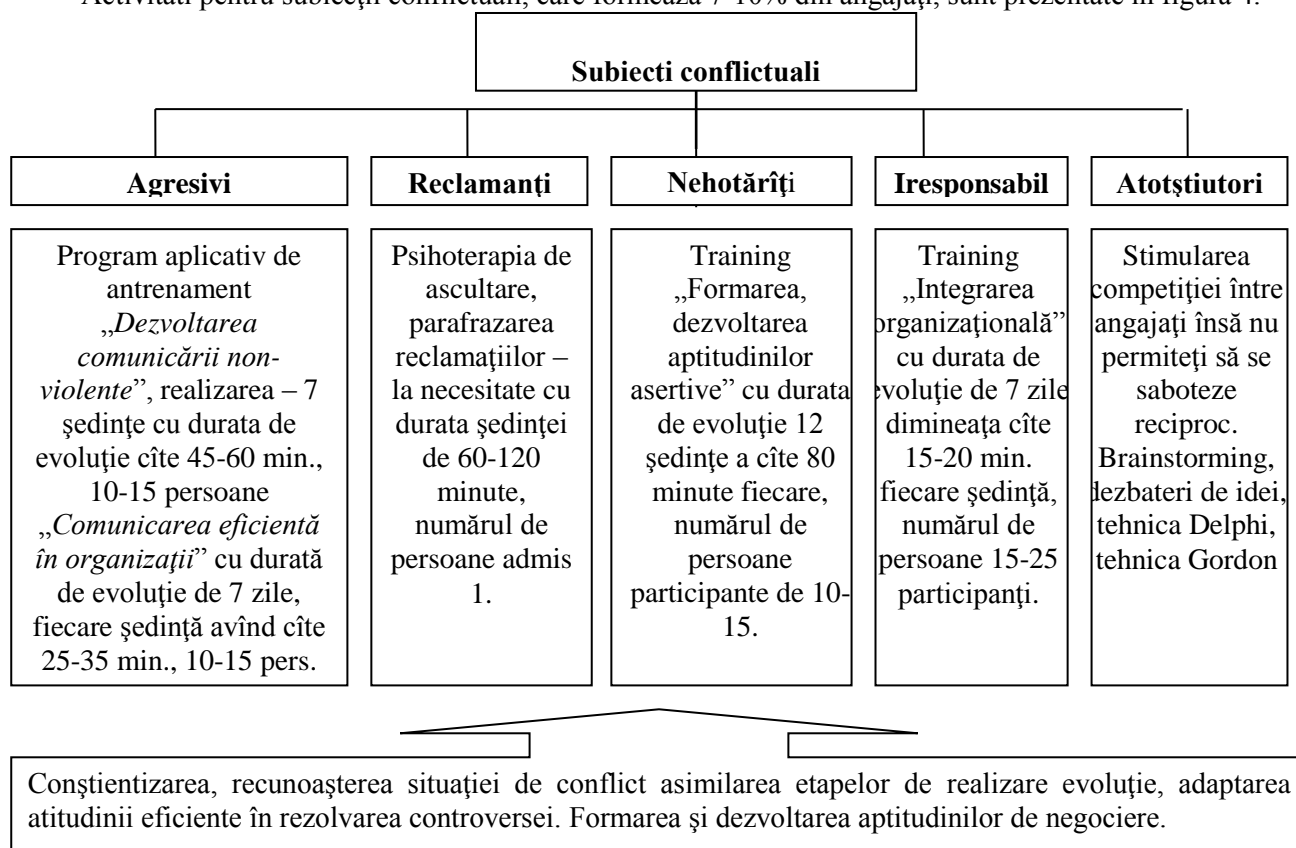 Activităti pentru subiecţii conflictuali, care formează 7-10% din angajaţi, sunt prezentate în figura 4.
Subiecti conflictuali
Agresivi
Reclamanţi
Nehotărîţi
Iresponsabil
Atotştiutori
Program aplicativ de
antrenament
„Dezvoltarea
comunicării non-
violente”, realizarea – 7
şedinţe cu durata de
evoluţie cîte 45-60 min.,
10-15 persoane
„Comunicarea eficientă
în organizaţii” cu durată
de evoluţie de 7 zile,
fiecare şedinţă avînd cîte
25-35 min., 10-15 pers.
Psihoterapia de
ascultare,
parafrazarea
reclamaţiilor –
la necesitate cu
durata şedinţei
de 60-120
minute,
numărul de
persoane admis
1.
Training
„Formarea,
dezvoltarea
aptitudinilor
asertive” cu durata
de evoluţie 12
şedinţe a cîte 80
minute fiecare,
numărul de
persoane
participante de 10-
15.
Training
„Integrarea
organizaţională”
cu durata de
evoluţie de 7 zile
dimineaţa cîte
15-20 min.
fiecare şedinţă,
numărul de
persoane 15-25
participanţi.
Stimularea
competiţiei între
angajaţi însă nu
permiteţi să se
saboteze
reciproc.
Brainstorming,
dezbateri de idei,
tehnica Delphi,
tehnica Gordon
Conştientizarea, recunoaşterea situaţiei de conflict asimilarea etapelor de realizare evoluţie, adaptarea
atitudinii eficiente în rezolvarea controversei. Formarea şi dezvoltarea aptitudinilor de negociere.